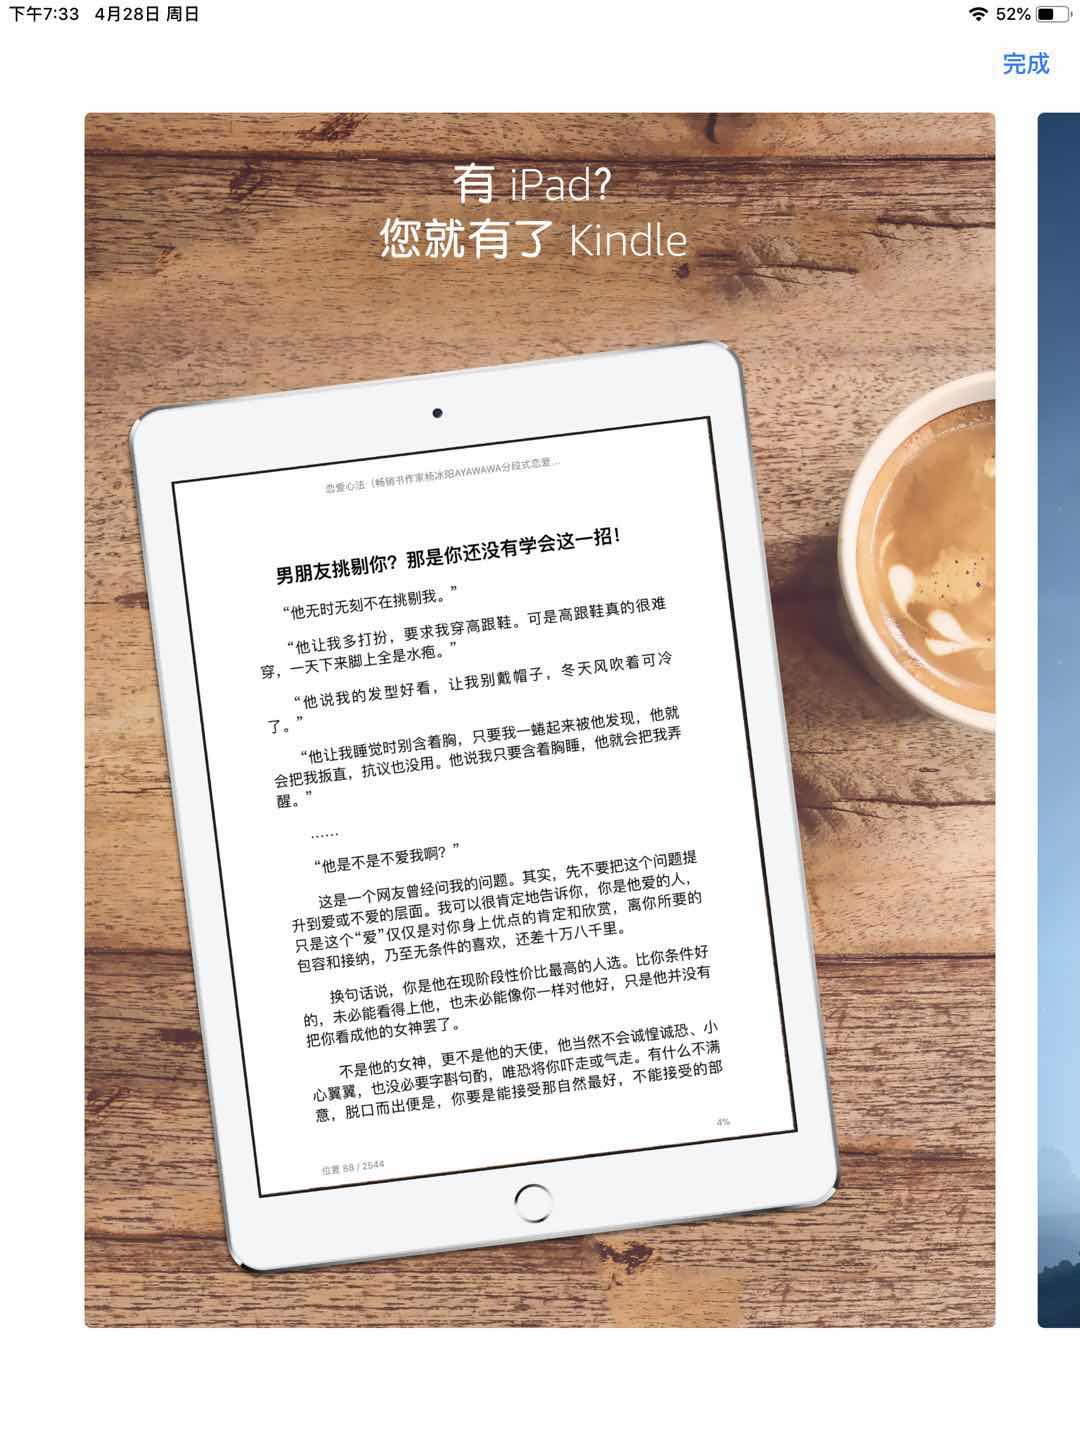 下午7:33 4月28日 周日
52%
完成
有 iPad?
您就有了 Kindle
恋爱心法（畅销书作家杨冰阳AYAWAWA分段式恋爱...
男朋友挑剔你？那是你还没有学会这一招！
“他无时无刻不在挑剔我。”
“他让我多打扮，要求我穿高跟鞋。可是高跟鞋真的很难
穿，一天下来脚上全是水疱。”
“他说我的发型好看，让我别戴帽子，冬天风吹着可冷
了。”
“他让我睡觉时别含着胸，只要我一蜷起来被他发现，他就
会把我扳直，抗议也没用。他说我只要含着胸睡，他就会把我弄
醒。”
……
“他是不是不爱我啊？”
这是一个网友曾经问我的问题。其实，先不要把这个问题提
升到爱或不爱的层面。我可以很肯定地告诉你，你是他爱的人，
只是这个“爱”仅仅是对你身上优点的肯定和欣赏，离你所要的
包容和接纳，乃至无条件的喜欢，还差十万八千里。
换句话说，你是他在现阶段性价比最高的人选。比你条件好
的，未必能看得上他，也未必能像你一样对他好，只是他并没有
把你看成他的女神罢了。
不是他的女神，更不是他的天使，他当然不会诚惶诚恐、小
心翼翼，也没必要字斟句酌，唯恐将你吓走或气走。有什么不满
意，脱口而出便是，你要是能接受那自然最好，不能接受的部
位置 88 / 2544
4%